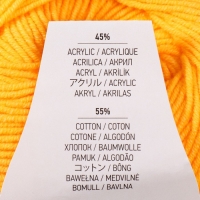 45%
ACRYLIC / ACRYLIQUE
ACRILICA / АКРИЛ
ACRYL / AKRİLİK
アクリル / ACRYLIC
AKRYL / AKRILAS
55%
COTTON / COTON
COTONE / ALGODÓN
ХЛОПОК / BAUMWOLLE
PAMUK / ALGODÃO
コットン / BÔNG
BAWEŁNA / MEDVILNĖ
BOMULL / BAVLNA